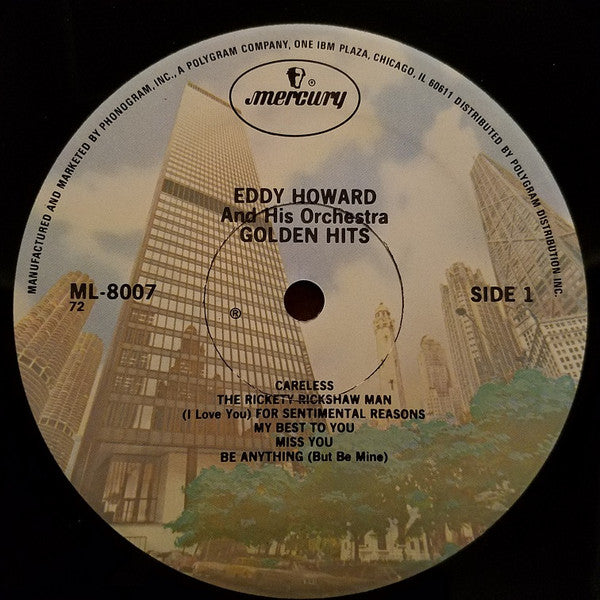 MANUFACTURED AND MARKETED BY PHONOGRAM, INC., A POLYGRAM COMPANY, ONE IBM PLAZA, CHICAGO, IL 60611 DISTRIBUTED BY POLYGRAM DISTRIBUTION INC.
®
mercury
EDDY HOWARD
And His Orchestra
GOLDEN HITS
ML-8007
SIDE 1
72
®
CARELESS
THE RICKETY RICKSHAW MAN
(I Love You) FOR SENTIMENTAL REASONS
MY BEST TO YOU
MISS YOU
BE ANYTHING (But Be Mine)